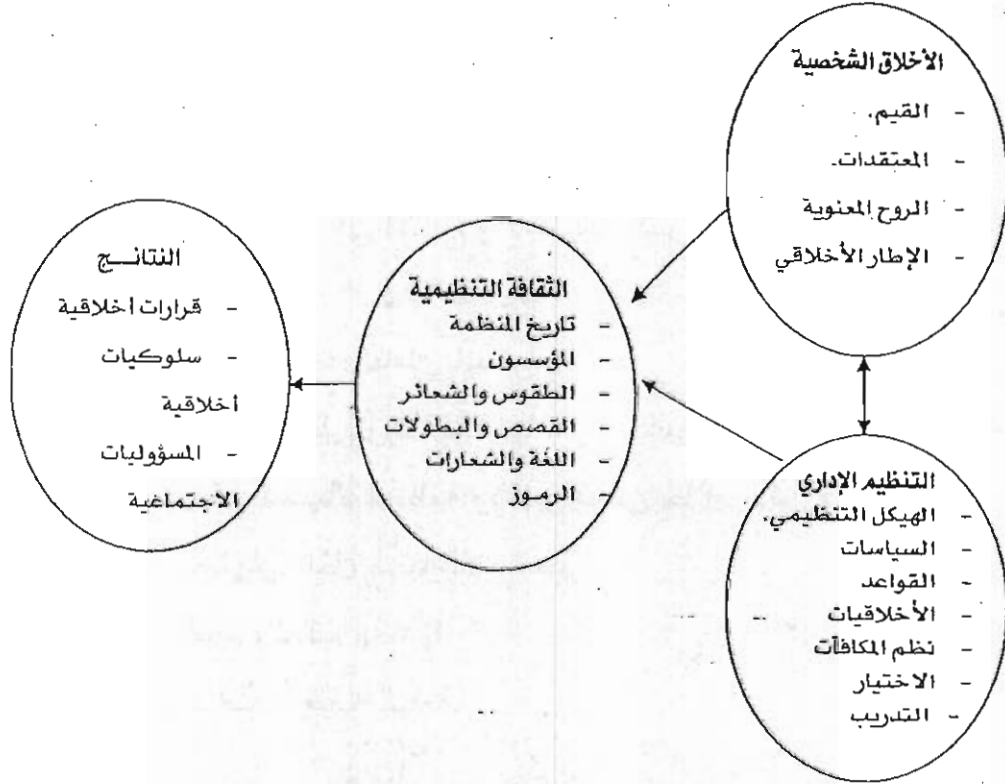 الأخلاق الشخصية
- القيم.
- المعتقدات.
- الروح المعنوية
- الإطار الأخلاقي
الثقافة التنظيمية
- تاريخ المنظمة
- المؤسسون
- الطقوس والشعائر
- القصص والبطولات
- اللغة والشعارات
- الرموز
النتائــج
- قرارات أخلاقية
- سلوكيات
أخلاقية
- المسؤوليات
الاجتماعية
التنظيم الإداري
- الهيكل التنظيمي.
- السياسات
- القواعد
- الأخلاقيات
- نظم المكافآت
- الاختيار
- التدريب